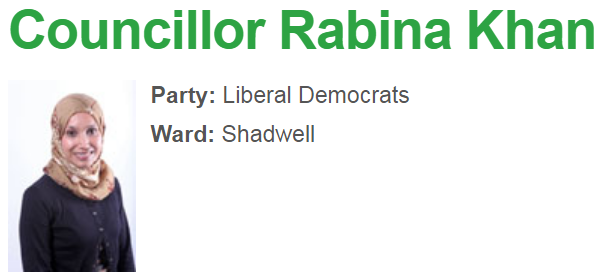 Councillor Rabina Khan
Party: Liberal Democrats
Ward: Shadwell